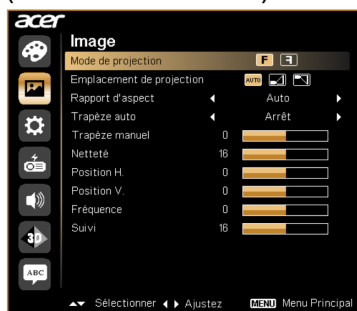 acer
Image
Mode de projection F F
Emplacement de projection AUTO
Rapport d'aspect Auto
Trapèze auto Arrêt
Trapèze manuel 0
Netteté 16
Position H. 0
Position V. 0
Fréquence 0
Suivi 16
3D
ABC
Sélectionner Ajustez MENU Menu Principal